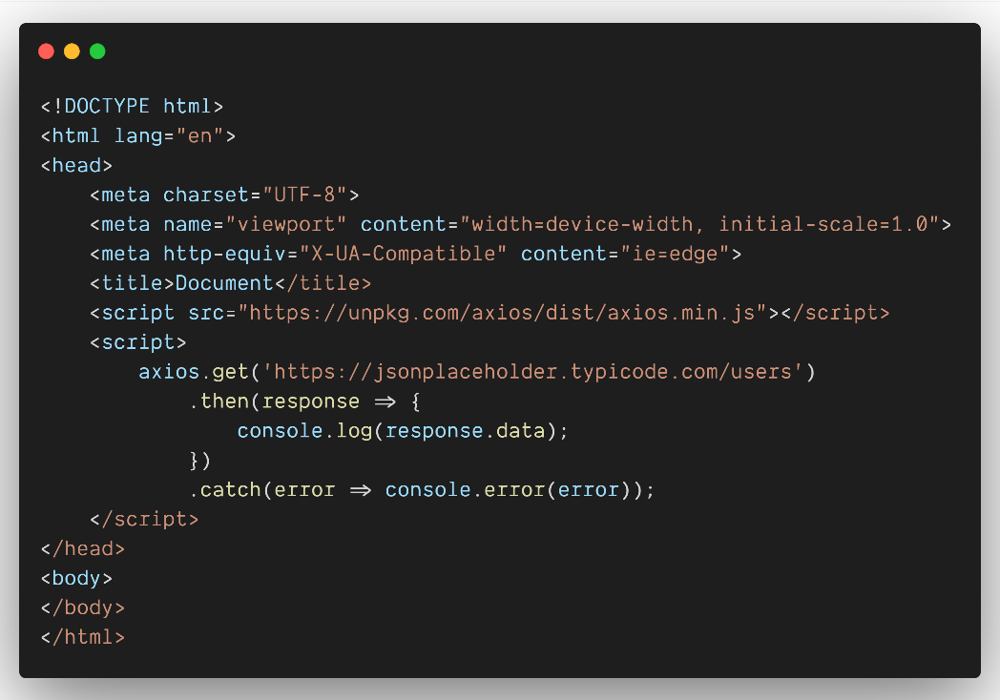 <!DOCTYPE html>
<html lang="en">
<head>
    <meta charset="UTF-8">
    <meta name="viewport" content="width=device-width, initial-scale=1.0">
    <meta http-equiv="X-UA-Compatible" content="ie=edge">
    <title>Document</title>
    <script src="https://unpkg.com/axios/dist/axios.min.js"></script>
    <script>
        axios.get('https://jsonplaceholder.typicode.com/users')
            .then(response => {
                console.log(response.data);
            })
            .catch(error => console.error(error));
    </script>
</head>
<body>
</body>
</html>